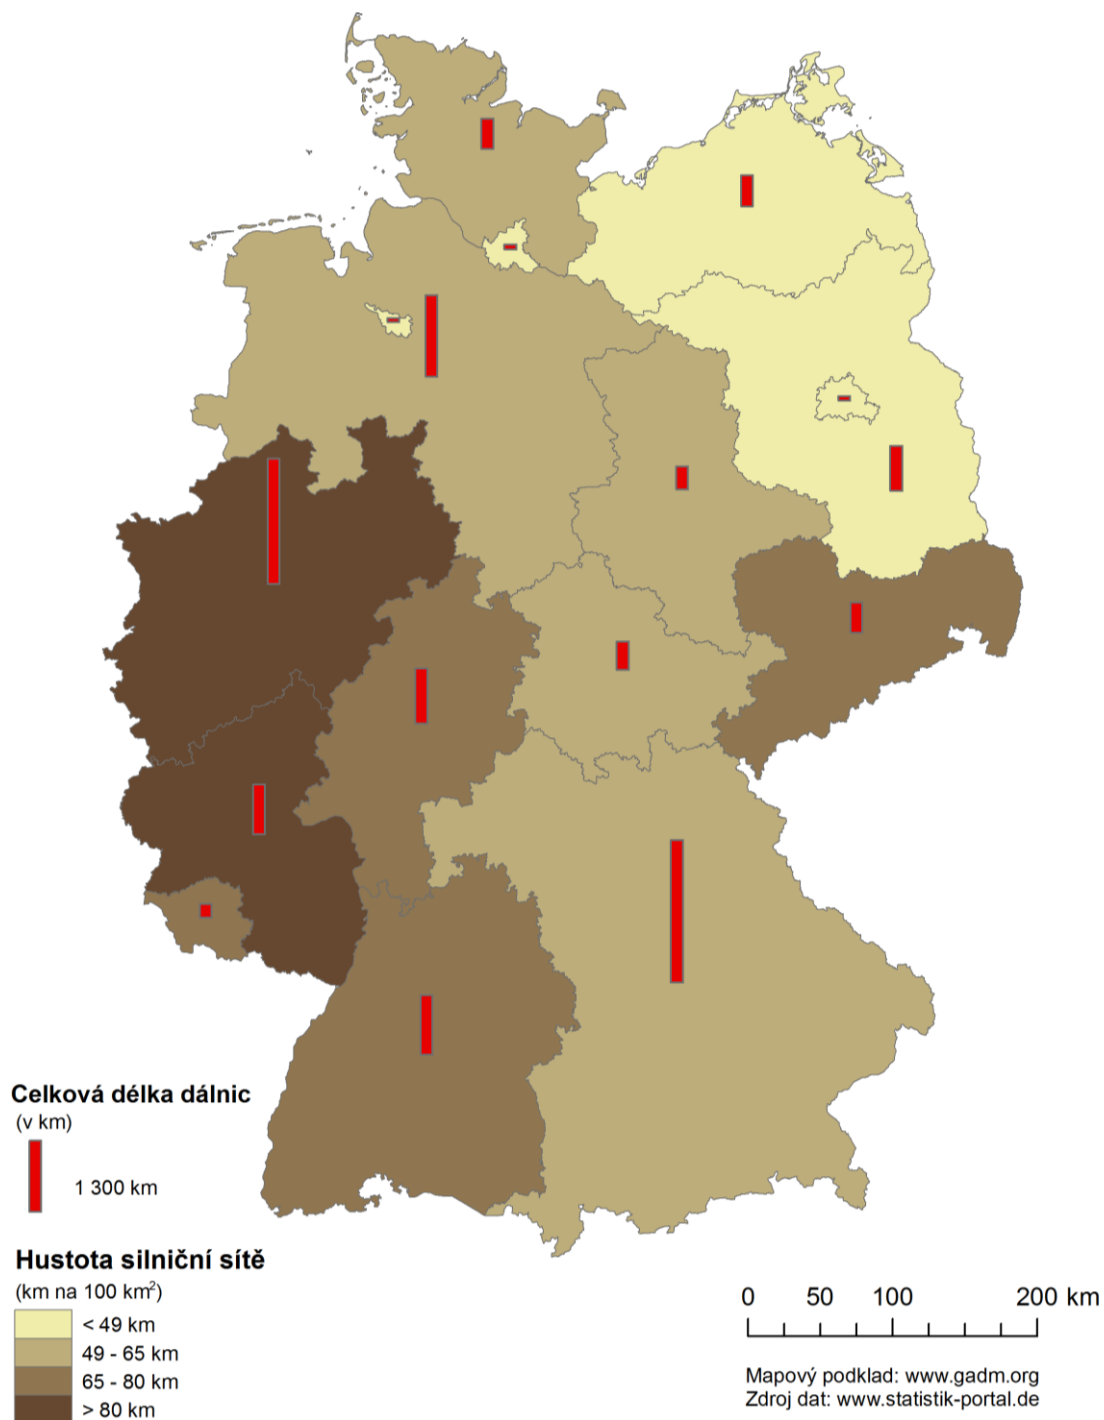 Celková délka dálnic
(v km)
1 300 km
Hustota silniční sítě
(km na 100 km²)
< 49 km
49 - 65 km
65 - 80 km
> 80 km
0 50 100 200 km
Mapový podklad: www.gadm.org
Zdroj dat: www.statistik-portal.de